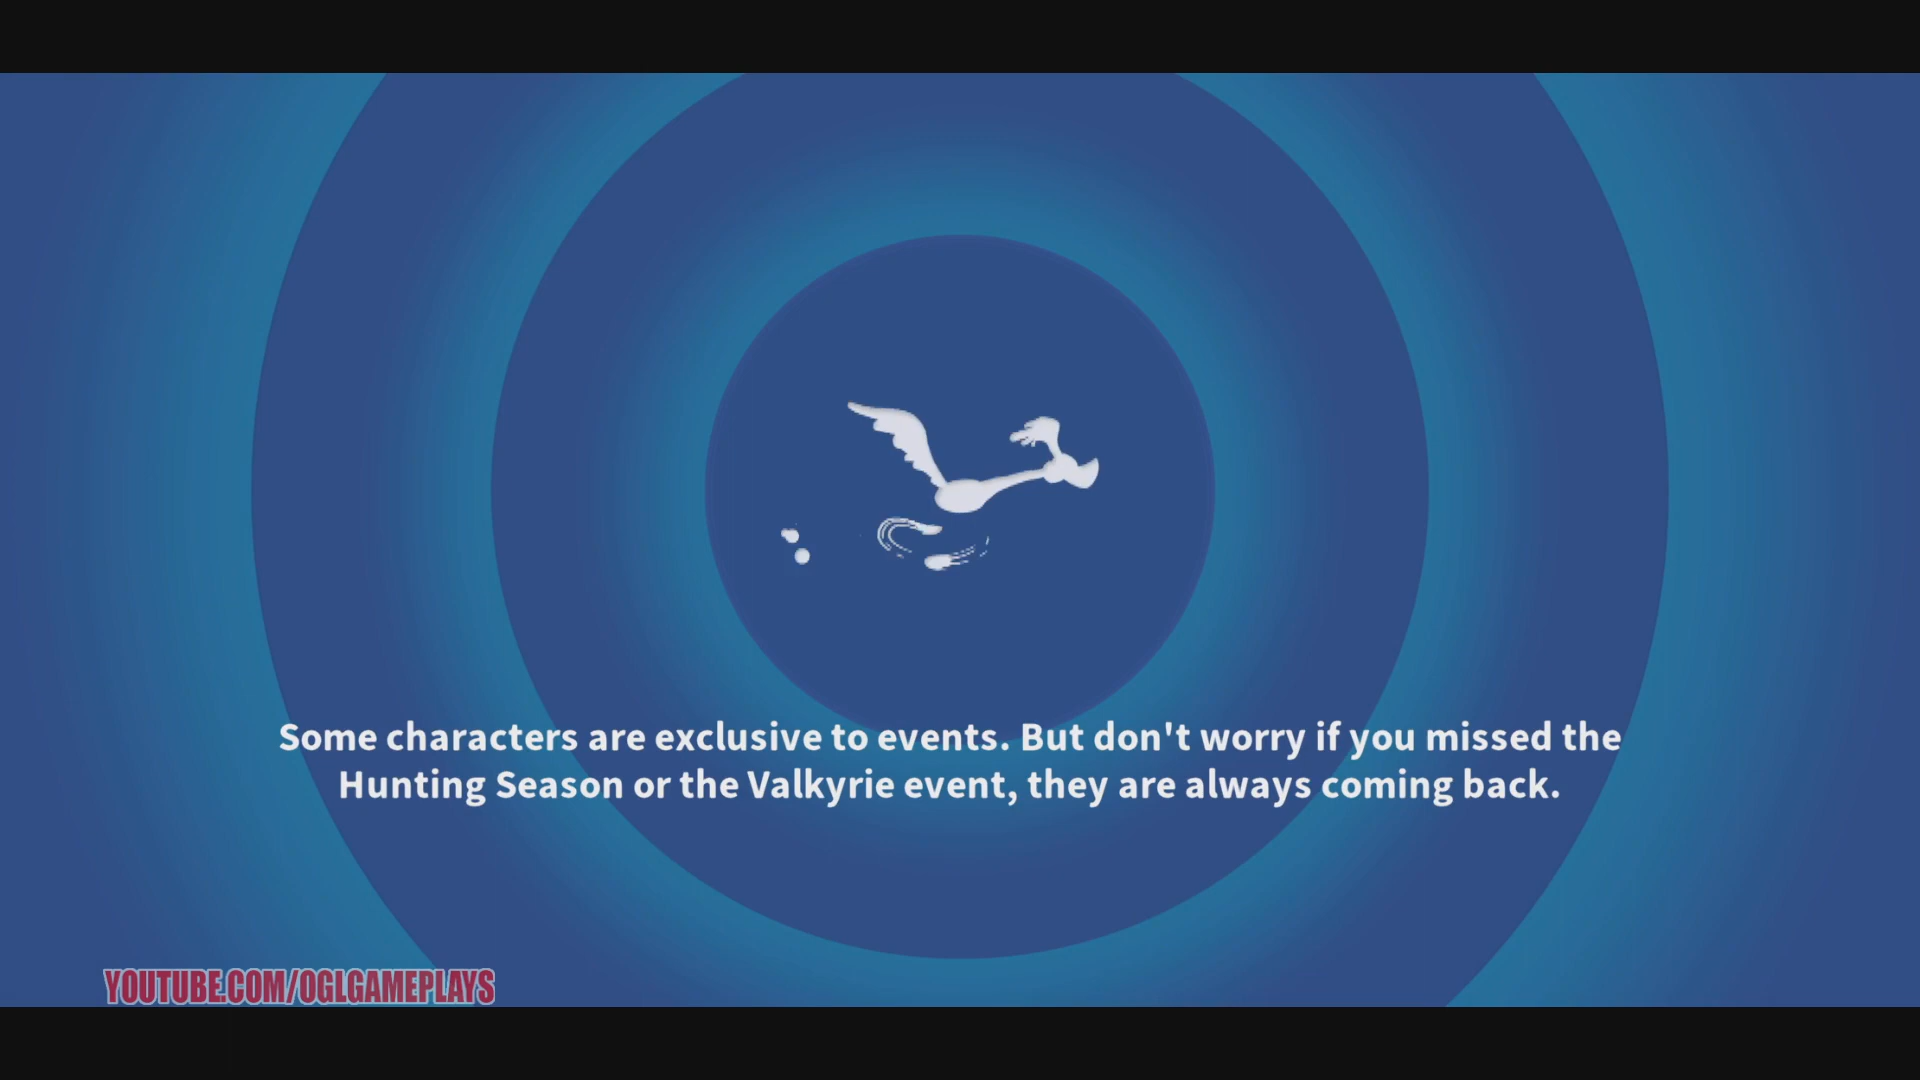 Some characters are exclusive to events. But don't worry if you missed the
Hunting Season or the Valkyrie event, they are always coming back.
YOUTUBE.COM/OGLGAMEPLAYS